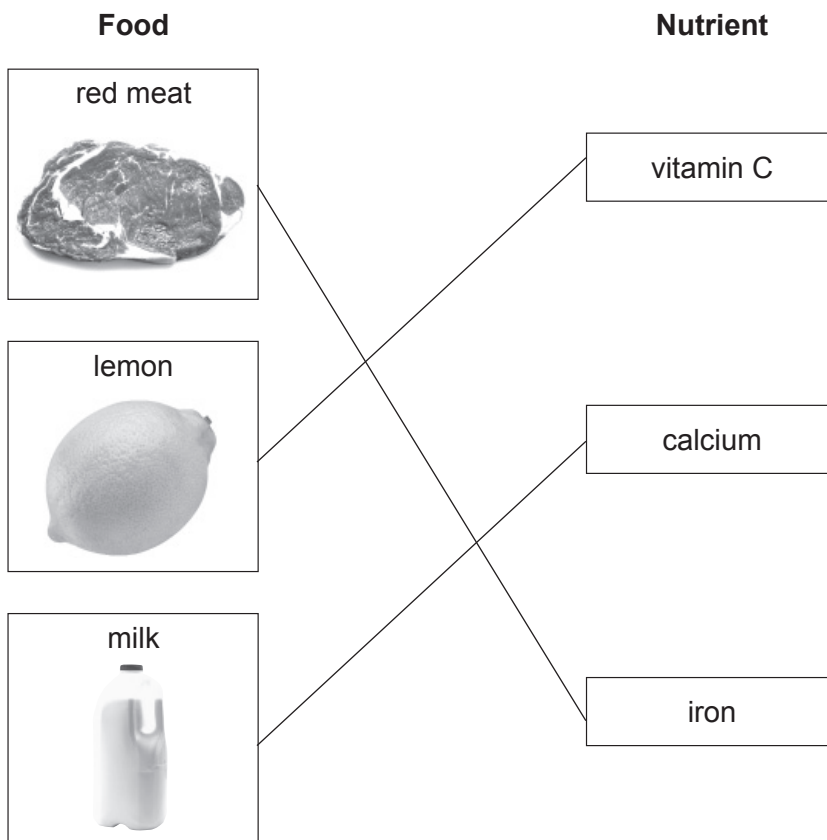 Food
Nutrient
red meat
vitamin C
lemon
calcium
milk
iron